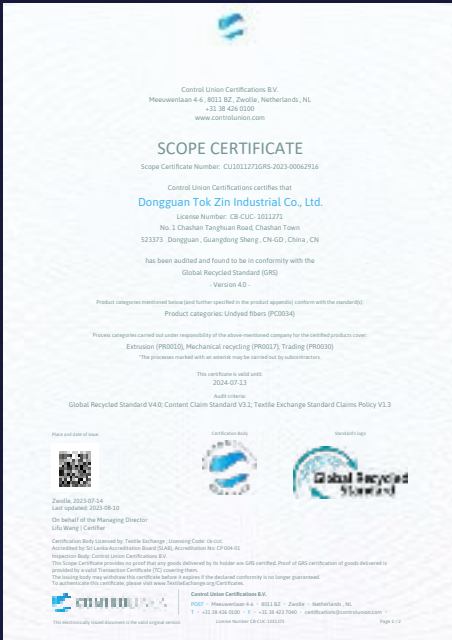 Control Union Certifications B.V.
Meeuwenlaan 4-6 , 8011 BZ , Zwolle, Netherlands , NL
+31 38 426 0100
www.controlunion.com
SCOPE CERTIFICATE
Scope Certificate Number: CU1011271GRS-2023-00062916
Control Union Certifications certifies that
Dongguan Tok Zin Industrial Co., Ltd.
License Number: CB-CUC- 1011271
No. 1 Chashan Tanghuan Road, Chashan Town
523373 Dongguan , Guangdong Sheng , CN-GD , China , CN
has been audited and found to be in conformity with the
Global Recycled Standard (GRS)
- Version 4.0 -
Product categories mentioned below (and further specified in the product appendix) conform with the standard(s):
Product categories: Undyed fibers (PC0034)
Process categories carried out under responsibility of the above-mentioned company for the certified products cover:
Extrusion (PR0010), Mechanical recycling (PR0017), Trading (PR0030)
*The processes marked with an asterisk may be carried out by subcontractors.
This certificate is valid until:
2024-07-13
Audit criteria:
Global Recycled Standard V4.0; Content Claim Standard V3.1; Textile Exchange Standard Claims Policy V1.3
Place and date of issue
Certification Body
Standard's logo
Global Recycled
Standard
Zwolle, 2023-07-14
Last updated: 2023-08-10
On behalf of the Managing Director
Lifu Wang | Certifier
Certification Body Licensed by: Textile Exchange ; Licensing Code:
Accredited by: Sri Lanka Accreditation Board (SLAB), Accreditation No: CP 004-01
Inspection Body: Control Union Certifications B.V.
The Scope Certificate provides no proof that any goods delivered by its holder are GRS certified. Proof of GRS certification of goods delivered is
provided by a valid Transaction Certificate (TC) covering them.
The issuing body may withdraw this certificate before it expires if the declared conformity is no longer guaranteed.
To authenticate this certificate, please visit www.TextileExchange.org/Certificates.
CONTROLUNION
Control Union Certifications B.V.
POST • Meeuwenlaan 4-6 • 8011 BZ • Zwolle • Netherlands , NL
T • +31 38 426 0100 • F • +31 38 423 7040 •
This electronically issued document is the valid original version
License Number CB-CUC- 1011271
Page 1 / 2